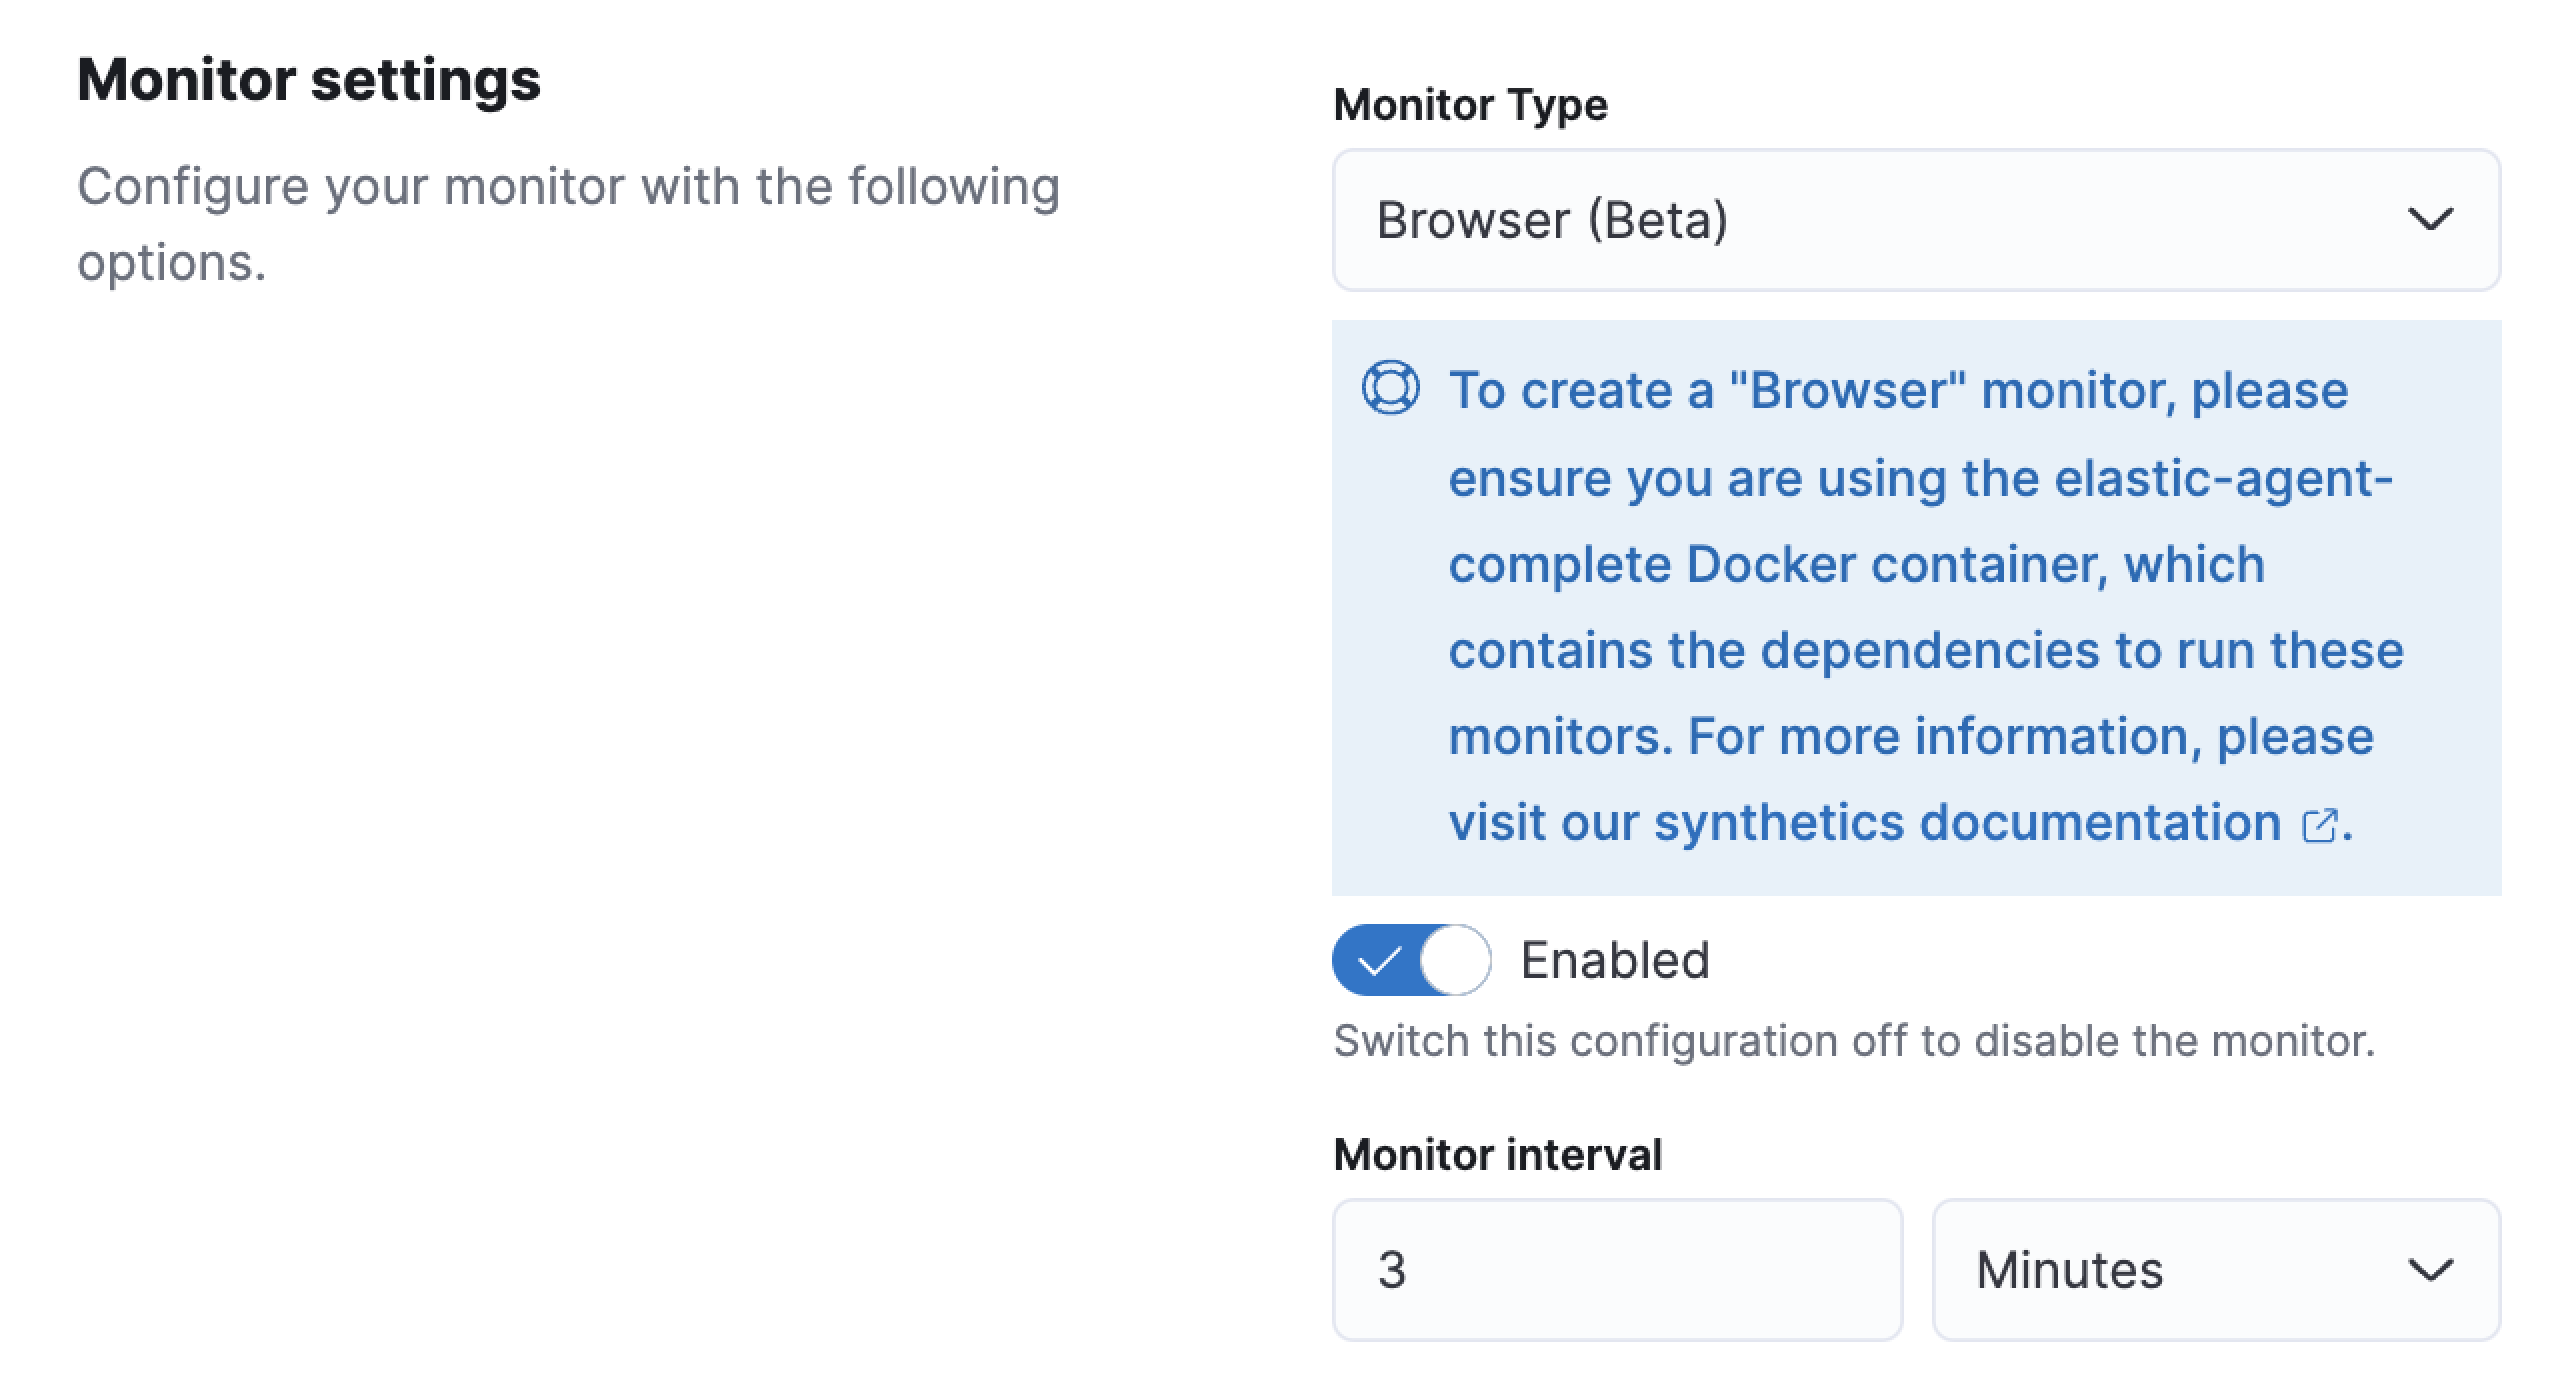 Monitor settings
Configure your monitor with the following
options.
Monitor Type
Browser (Beta)
To create a "Browser" monitor, please
ensure you are using the elastic-agent-
complete Docker container, which
contains the dependencies to run these
monitors. For more information, please
visit our synthetics documentation .
Enabled
Switch this configuration off to disable the monitor.
Monitor interval
3
Minutes